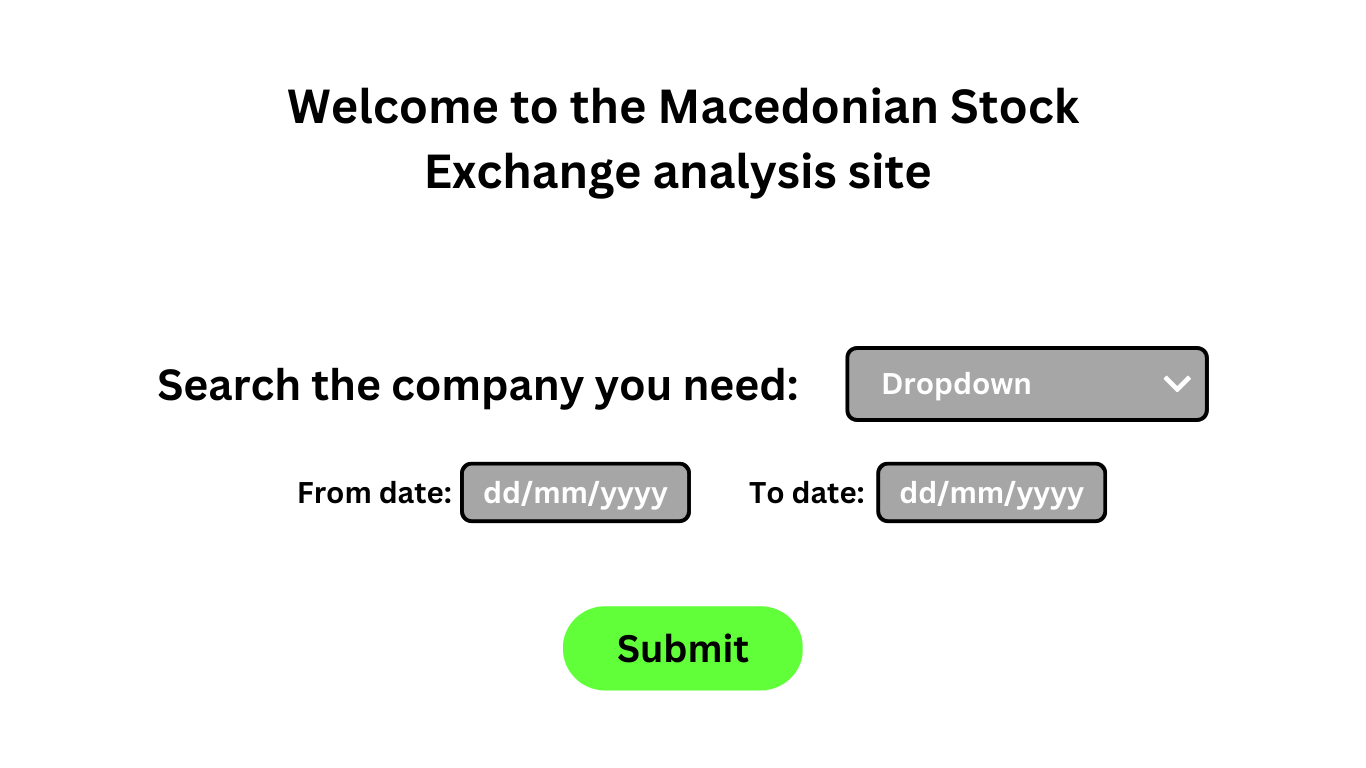 Welcome to the Macedonian Stock
Exchange analysis site
Search the company you need:
Dropdown
From date: dd/mm/yyyy
To date: dd/mm/yyyy
Submit